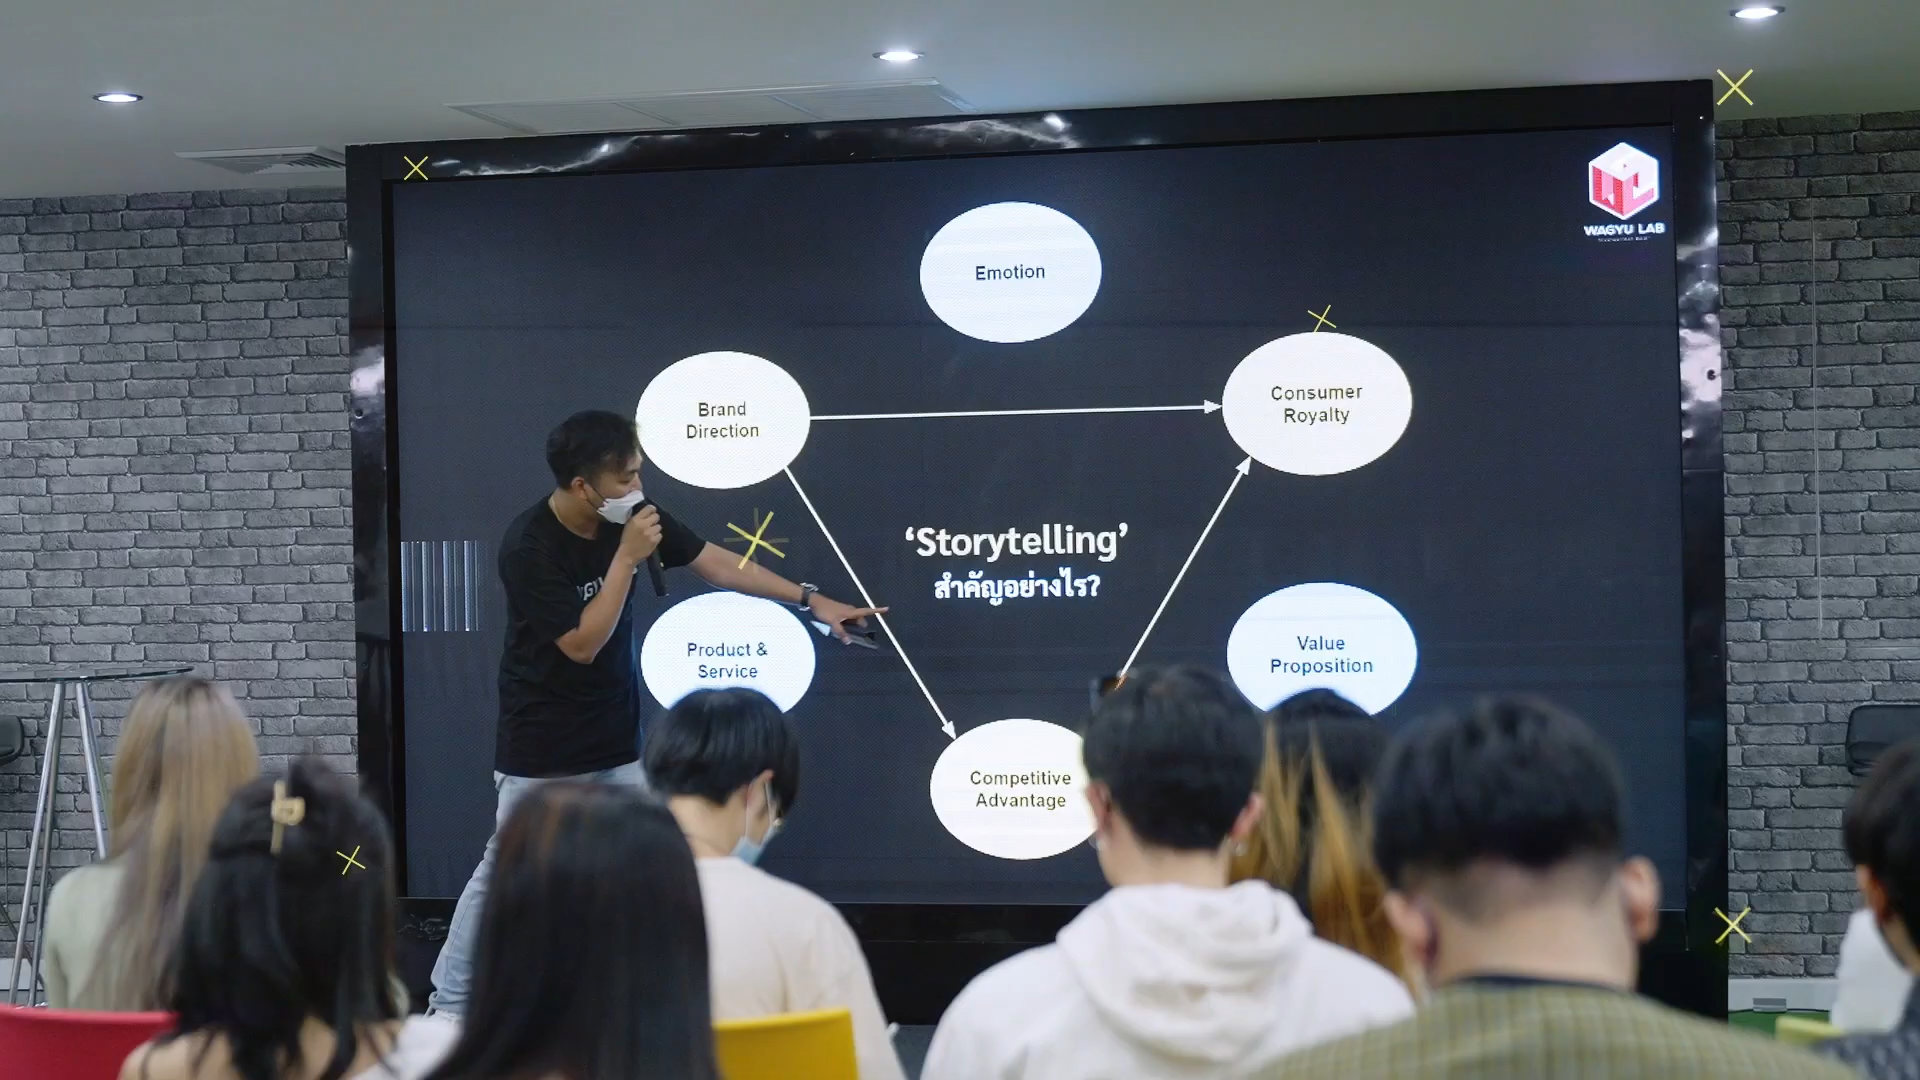 WAGYU LAB
Emotion
Brand
Direction
Consumer
Royalty
‘Storytelling’
สำคัญอย่างไร?
Product &
Service
Value
Proposition
Competitive
Advantage